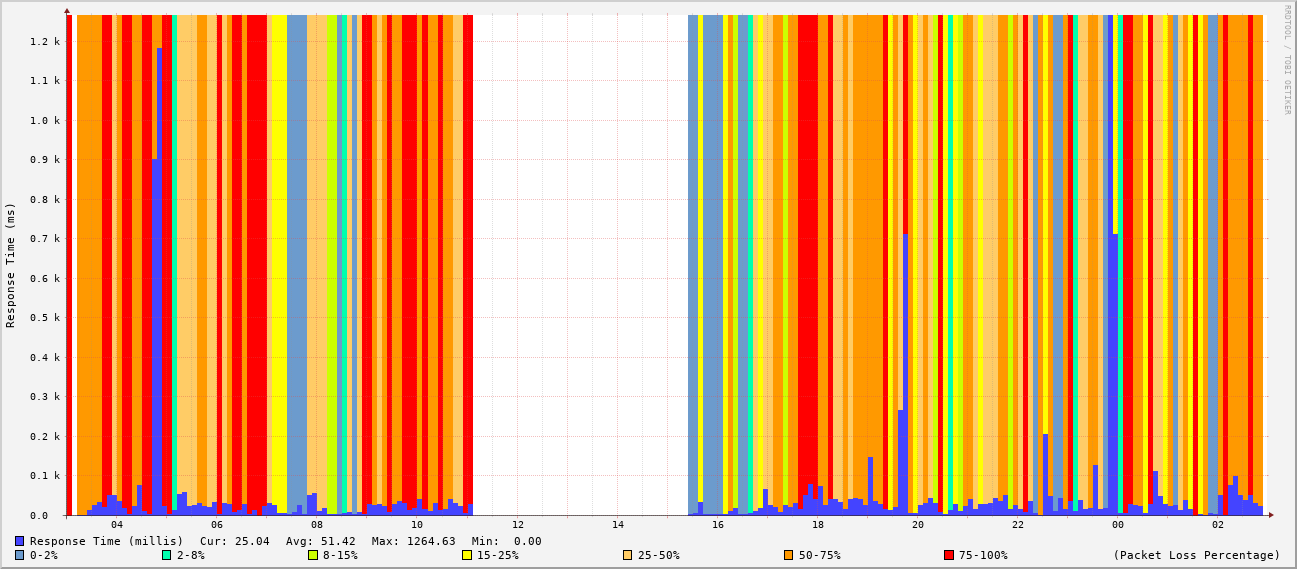 RRDTOOL / TOBI OETIKER
Response Time (ms)
1.2 k
1.1 k
1.0 k
0.9 k
0.8 k
0.7 k
0.6 k
0.5 k
0.4 k
0.3 k
0.2 k
0.1 k
0.0
04 06 08 10 12 14 16 18 20 22 00 02
Response Time (millis) Cur: 25.04 Avg: 51.42 Max: 1264.63 Min: 0.00
0-2% 2-8% 8-15% 15-25% 25-50% 50-75% 75-100% (Packet Loss Percentage)